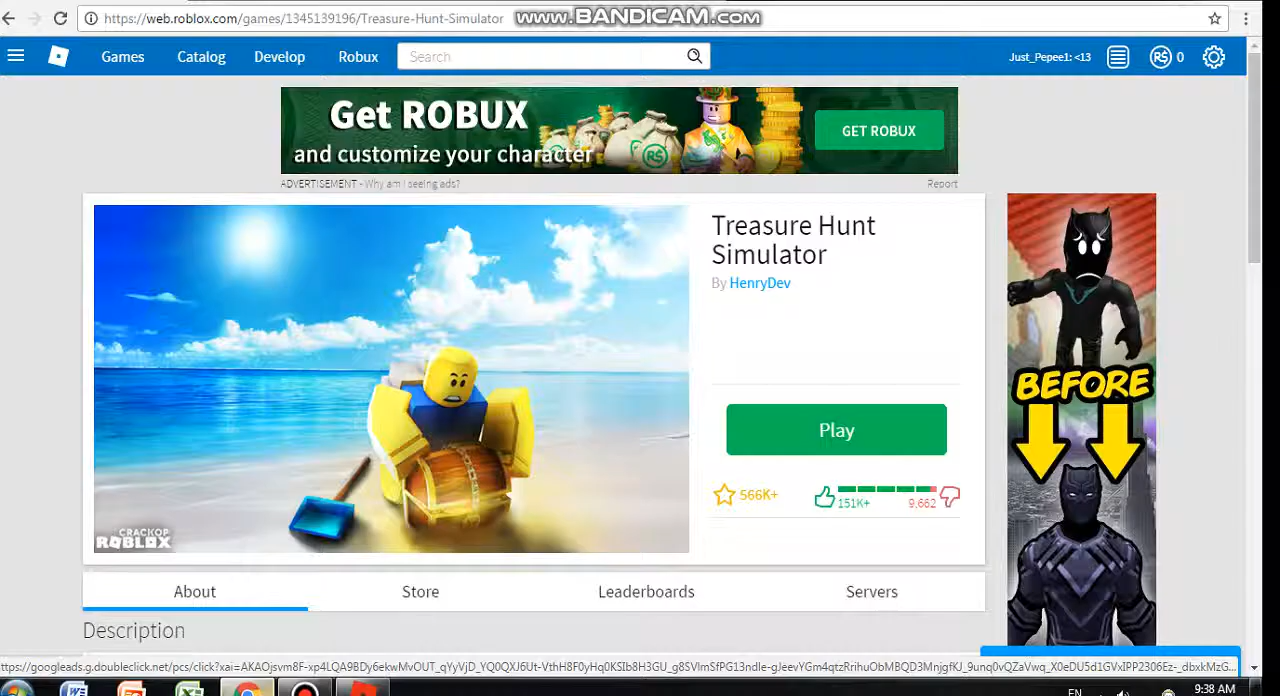 https://web.roblox.com/games/1345139196/Treasure-Hunt-Simulator
www.BANDICAM.com
Games Catalog Develop Robux Search Just_Pepee1: <13 R$ 0
Get ROBUX
and customize your character
R$
GET ROBUX
ADVERTISEMENT - Why am I seeing ads? Report
Treasure Hunt
Simulator
By HenryDev
Play
566K+ 151K+ 9,662
CRACKOP
ROBLOX
BEFORE
About Store Leaderboards Servers
Description
EN 9:38 AM